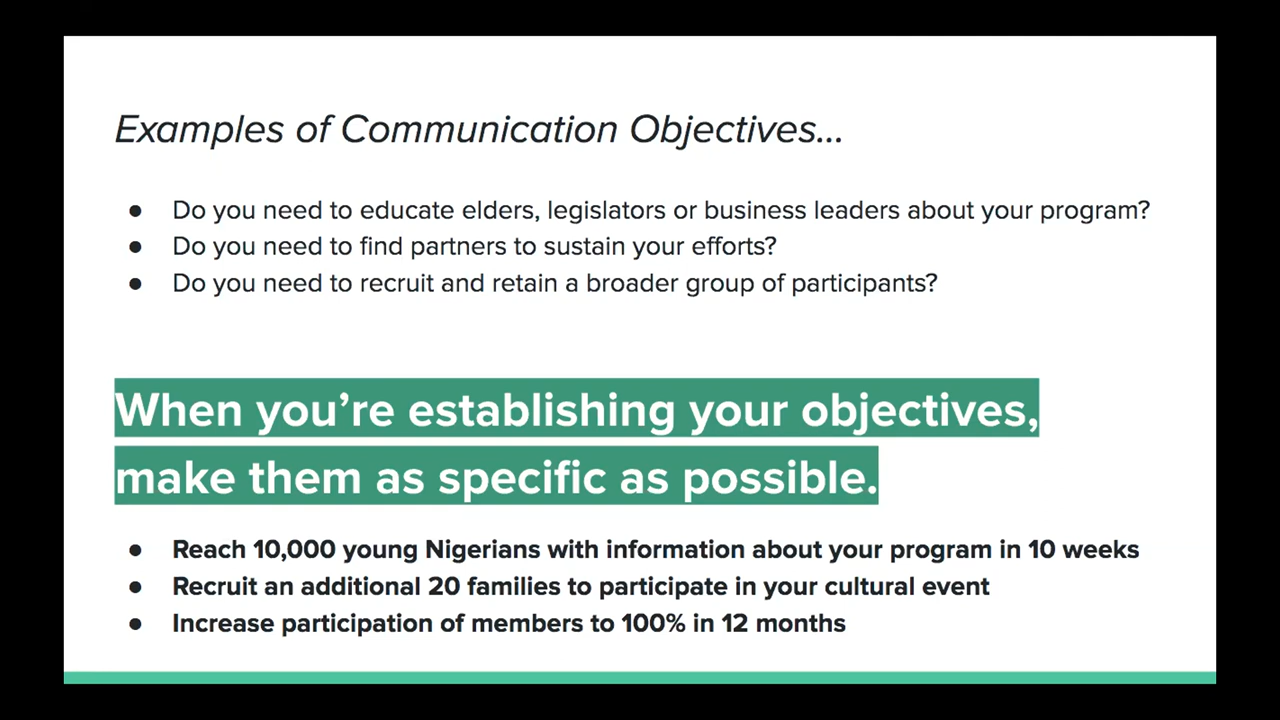 Examples of Communication Objectives...
● Do you need to educate elders, legislators or business leaders about your program?
● Do you need to find partners to sustain your efforts?
● Do you need to recruit and retain a broader group of participants?
When you’re establishing your objectives,
make them as specific as possible.
● Reach 10,000 young Nigerians with information about your program in 10 weeks
● Recruit an additional 20 families to participate in your cultural event
● Increase participation of members to 100% in 12 months